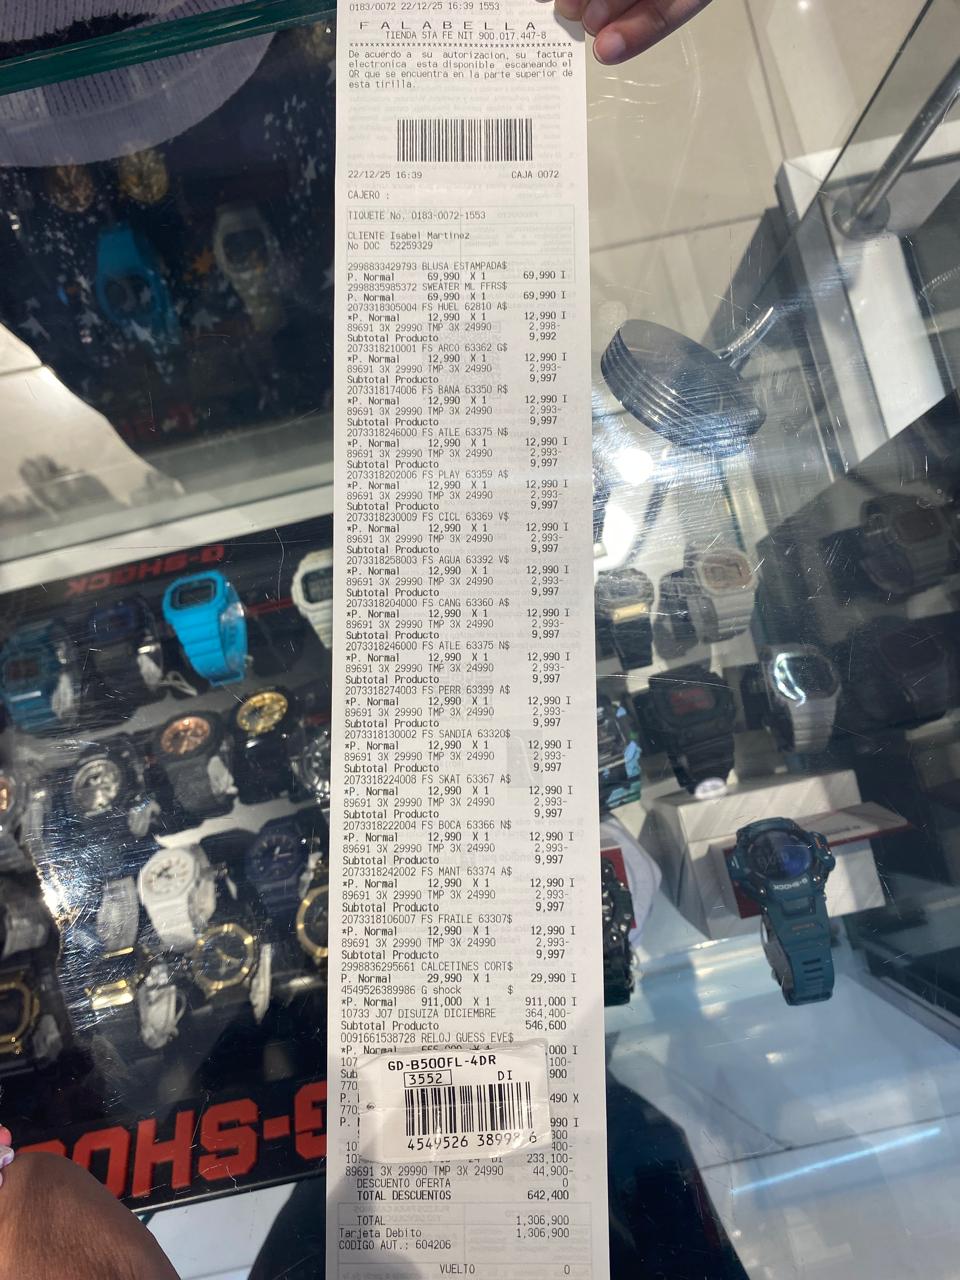 0183/0072 22/12/25 16:39 1553
F A L A B E L L A
TIENDA STA FE NIT 900.017.447-8
De acuerdo a su autorizacion, su factura
electronica esta disponible escaneando el
QR que se encuentra en la parte superior de
esta tirilla.
22/12/25 16:39 CAJA 0072
CAJERO :
TIQUETE No. 0183-0072-1553
CLIENTE Isabel Martinez
No DOC 52259329
2998833429793 BLUSA ESTAMPADA$
P. Normal 69,990 X 1 69,990 I
2998835985372 SWEATER ML FFRS$
P. Normal 69,990 X 1 69,990 I
2073318305004 FS HUEL 62810 A$
*P. Normal 12,990 X 1 12,990 I
89691 3X 29990 TMP 3X 24990 2,998-
Subtotal Producto 9,992
2073318210001 FS ARCO 63362 G$
*P. Normal 12,990 X 1 12,990 I
89691 3X 29990 TMP 3X 24990 2,993-
Subtotal Producto 9,997
2073318174006 FS BANA 63350 R$
*P. Normal 12,990 X 1 12,990 I
89691 3X 29990 TMP 3X 24990 2,993-
Subtotal Producto 9,997
2073318246000 FS ATLE 63375 N$
*P. Normal 12,990 X 1 12,990 I
89691 3X 29990 TMP 3X 24990 2,993-
Subtotal Producto 9,997
2073318202006 FS PLAY 63359 A$
*P. Normal 12,990 X 1 12,990 I
89691 3X 29990 TMP 3X 24990 2,993-
Subtotal Producto 9,997
2073318230009 FS CICL 63369 V$
*P. Normal 12,990 X 1 12,990 I
89691 3X 29990 TMP 3X 24990 2,993-
Subtotal Producto 9,997
2073318258003 FS AGUA 63392 V$
*P. Normal 12,990 X 1 12,990 I
89691 3X 29990 TMP 3X 24990 2,993-
Subtotal Producto 9,997
2073318204000 FS CANG 63360 A$
*P. Normal 12,990 X 1 12,990 I
89691 3X 29990 TMP 3X 24990 2,993-
Subtotal Producto 9,997
2073318246000 FS ATLE 63375 N$
*P. Normal 12,990 X 1 12,990 I
89691 3X 29990 TMP 3X 24990 2,993-
Subtotal Producto 9,997
2073318274003 FS PERR 63399 A$
*P. Normal 12,990 X 1 12,990 I
89691 3X 29990 TMP 3X 24990 2,993-
Subtotal Producto 9,997
2073318130002 FS SANDIA 63320$
*P. Normal 12,990 X 1 12,990 I
89691 3X 29990 TMP 3X 24990 2,993-
Subtotal Producto 9,997
2073318224008 FS SKAT 63367 A$
*P. Normal 12,990 X 1 12,990 I
89691 3X 29990 TMP 3X 24990 2,993-
Subtotal Producto 9,997
2073318222004 FS BOCA 63366 N$
*P. Normal 12,990 X 1 12,990 I
89691 3X 29990 TMP 3X 24990 2,993-
Subtotal Producto 9,997
2073318242002 FS MANT 63374 A$
*P. Normal 12,990 X 1 12,990 I
89691 3X 29990 TMP 3X 24990 2,993-
Subtotal Producto 9,997
2073318106007 FS FRAILE 63307$
*P. Normal 12,990 X 1 12,990 I
89691 3X 29990 TMP 3X 24990 2,993-
Subtotal Producto 9,997
2998836295661 CALCETINES CORT$
P. Normal 29,990 X 1 29,990 I
4549526389986 G shock $
*P. Normal 911,000 X 1 911,000 I
10733 J07 DISUIZA DICIEMBRE 364,400-
Subtotal Producto 546,600
0091661538728 RELOJ GUESS EVE$
*P. Normal
GD-B500FL-4DR
3552 DI
4549526 389986
233,100-
89691 3X 29990 TMP 3X 24990 44,900-
DESCUENTO OFERTA 0
TOTAL DESCUENTOS 642,400
TOTAL 1,306,900
Tarjeta Debito 1,306,900
CODIGO AUT.: 604206
VUELTO 0
G-SHOCK
G-SHOCK